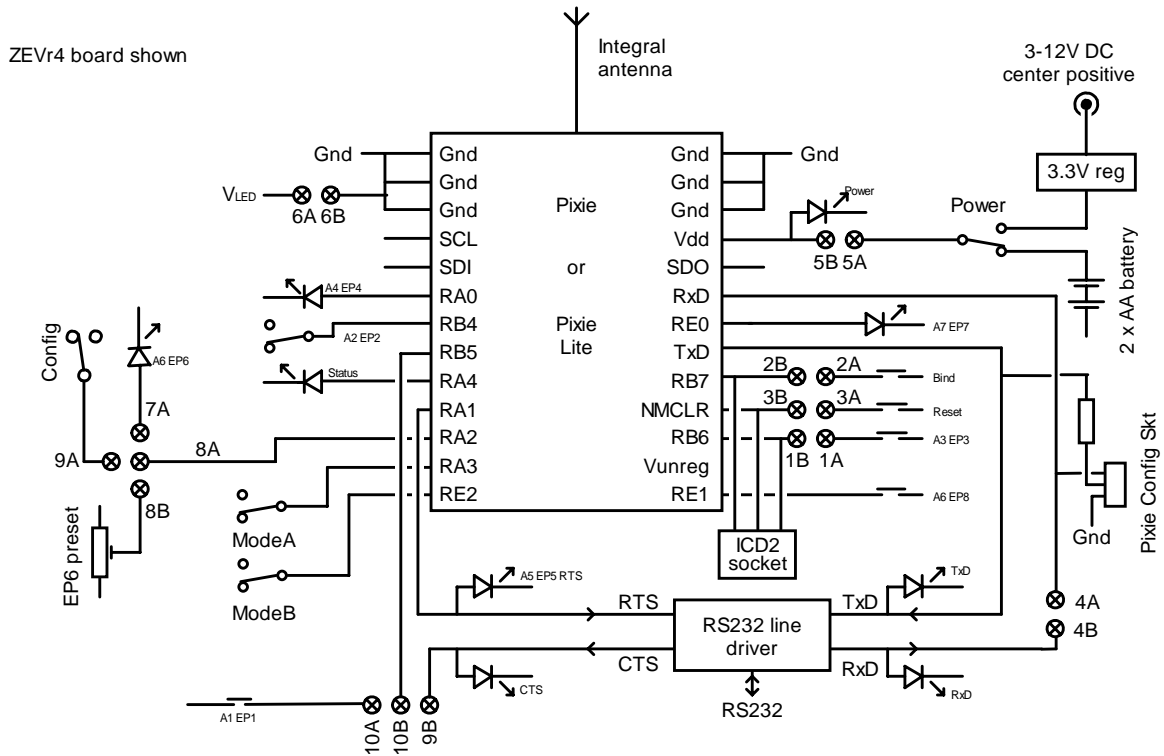 ZEVr4 board shown
Integral
antenna
3-12V DC
center positive
3.3V reg
Power
2 x AA battery
Gnd
Gnd
Gnd
Gnd
SCL
SDI
RA0
RB4
RB5
RA4
RA1
RA2
RA3
RE2
Pixie
or
Pixie
Lite
Gnd
Gnd
Gnd
Vdd
SDO
RxD
RE0
TxD
RB7
NMCLR
RB6
Vunreg
RE1
Gnd
Power
5B 5A
VLED
6A 6B
A4 EP4
A2 EP2
Status
Config
A6 EP6
7A
9A
8A
8B
EP6 preset
ModeA
ModeB
A7 EP7
2B 2A
Bind
3B 3A
Reset
A3 EP3
1B 1A
A6 EP8
ICD2
socket
Gnd
Pixie Config Skt
4A
4B
A5 EP5 RTS
RTS
CTS
CTS
RS232 line
driver
RS232
TxD
TxD
RxD
RxD
A1 EP1
10A
10B
9B